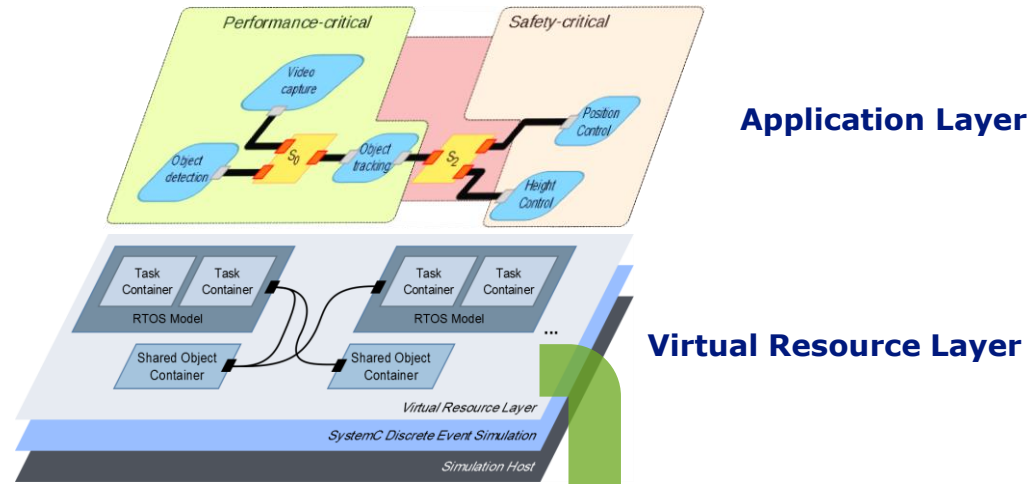 Performance-critical
Safety-critical
Video
capture
Position
Control
Application Layer
S0
Object
tracking
S2
Object
detection
Height
Control
Task
Container
Task
Container
Task
Container
Task
Container
RTOS Model
RTOS Model
...
Shared Object
Container
Shared Object
Container
Virtual Resource Layer
Virtual Resource Layer
SystemC Discrete Event Simulation
Simulation Host